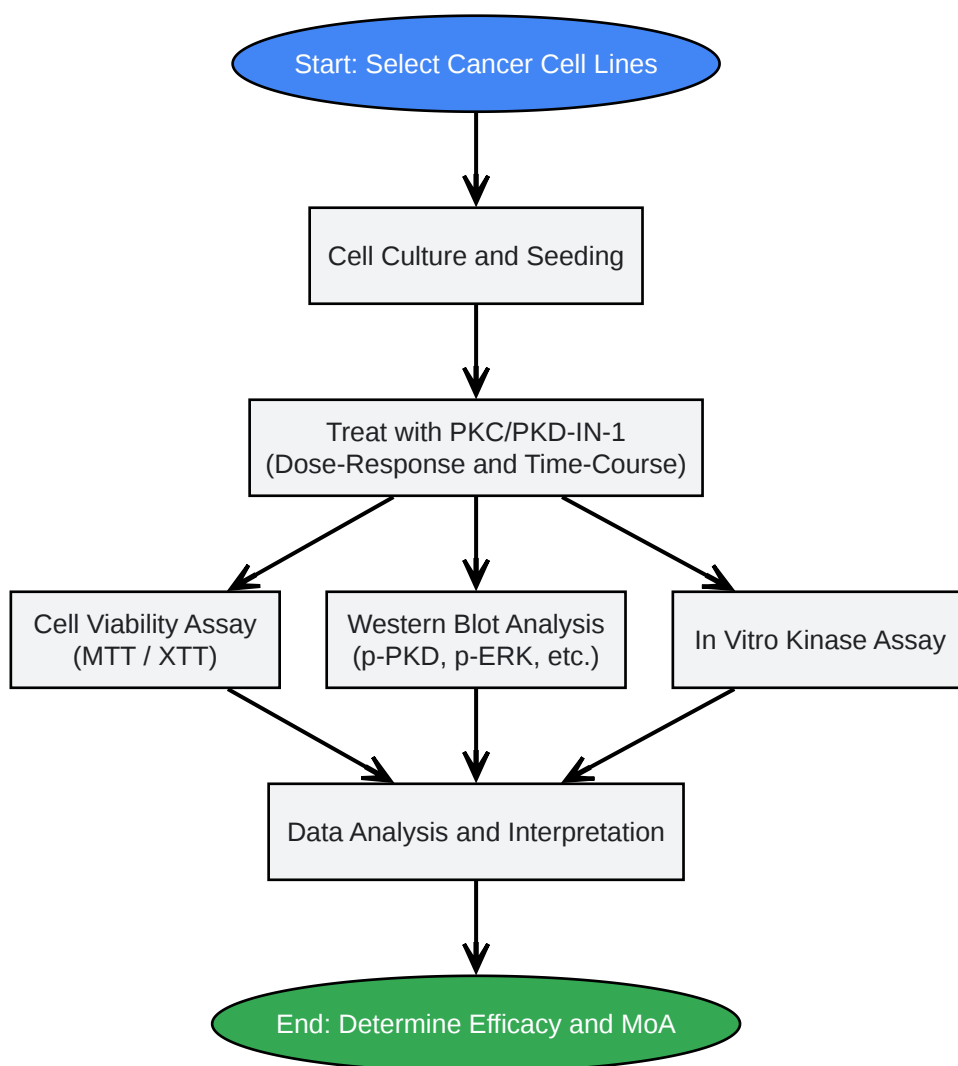 Start: Select Cancer Cell Lines
Cell Culture and Seeding
Treat with PKC/PKD-IN-1
(Dose-Response and Time-Course)
Cell Viability Assay
(MTT / XTT)
Western Blot Analysis
(p-PKD, p-ERK, etc.)
In Vitro Kinase Assay
Data Analysis and Interpretation
End: Determine Efficacy and MoA